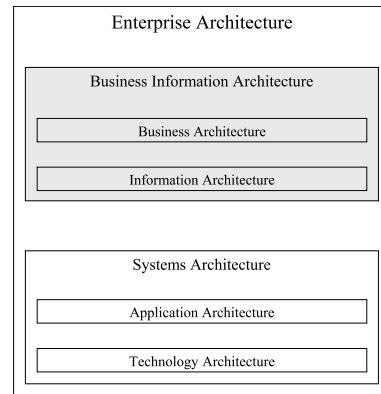 Enterprise Architecture
Business Information Architecture
Business Architecture
Information Architecture
Systems Architecture
Application Architecture
Technology Architecture